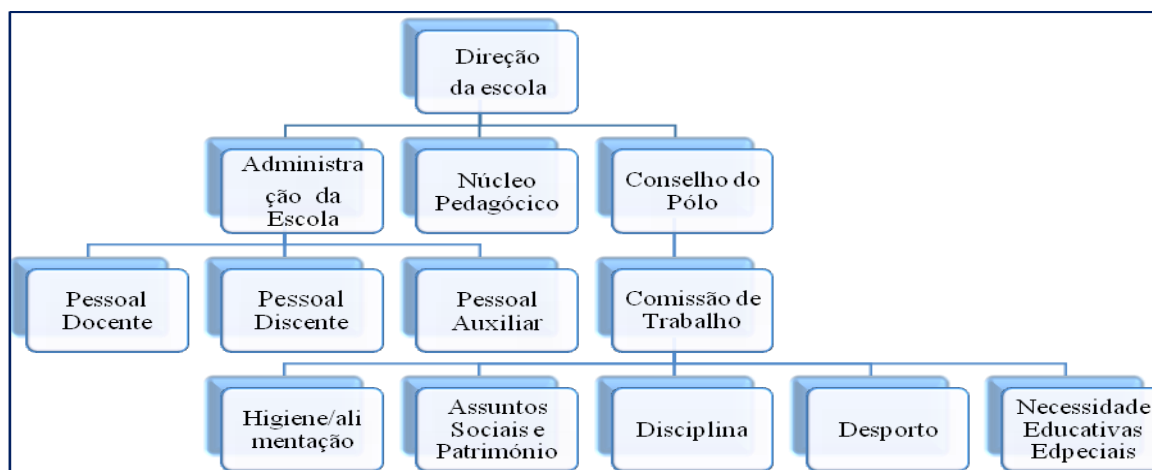 Direção
da escola
Administra
ção da
Escola
Núcleo
Pedagócico
Conselho do
Pólo
Pessoal
Docente
Pessoal
Discente
Pessoal
Auxiliar
Comissão de
Trabalho
Higiene/ali
mentação
Assuntos
Sociais e
Património
Disciplina
Desporto
Necessidade
Educativas
Edpeciais